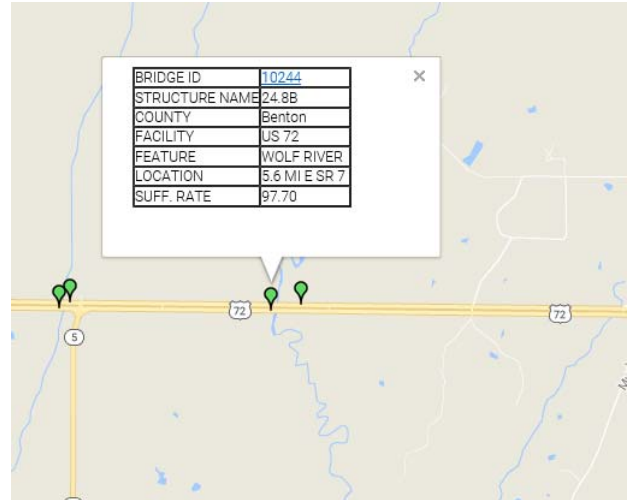 BRIDGE ID 10244
STRUCTURE NAME 24.8B
COUNTY Benton
FACILITY US 72
FEATURE WOLF RIVER
LOCATION 5.6 MI E SR 7
SUFF. RATE 97.70
72
72
5